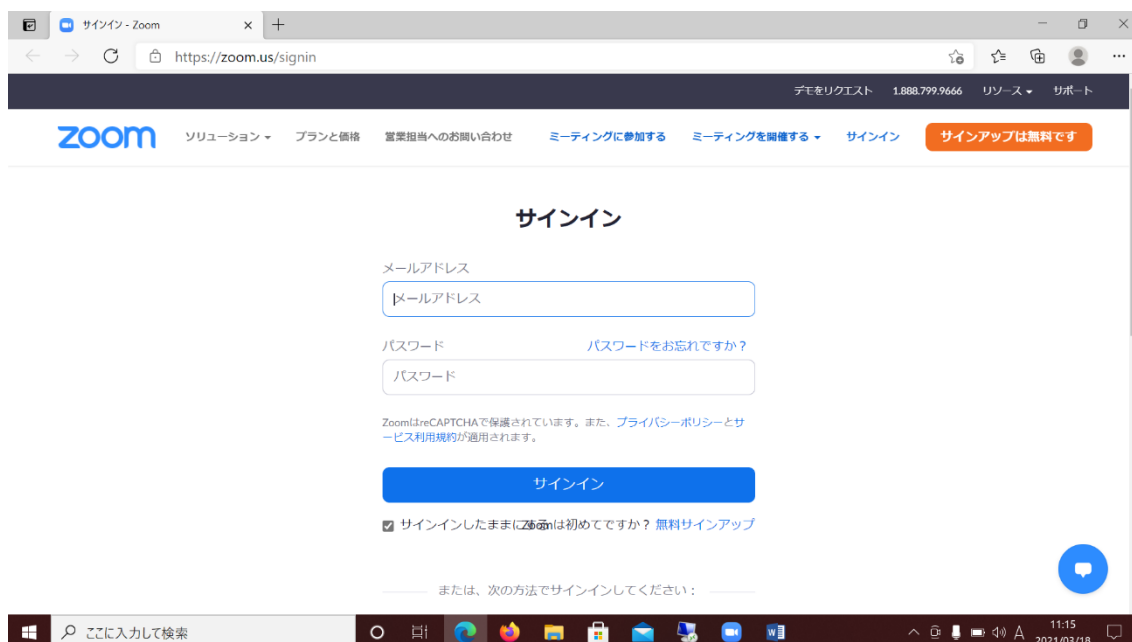 サインイン - Zoom
https://zoom.us/signin
デモをリクエスト 1.888.799.9666 リソース サポート
zoom ソリューション プランと価格 営業担当へのお問い合わせ ミーティングに参加する ミーティングを開催する サインイン サインアップは無料です
サインイン
メールアドレス
メールアドレス
パスワード パスワードをお忘れですか？
パスワード
ZoomはreCAPTCHAで保護されています。また、プライバシーポリシーとサ
ービス利用規約が適用されます。
サインイン
サインインしたままにする Zoomは初めてですか？ 無料サインアップ
または、次の方法でサインインしてください：
ここに入力して検索 A 11:15
2021/03/18